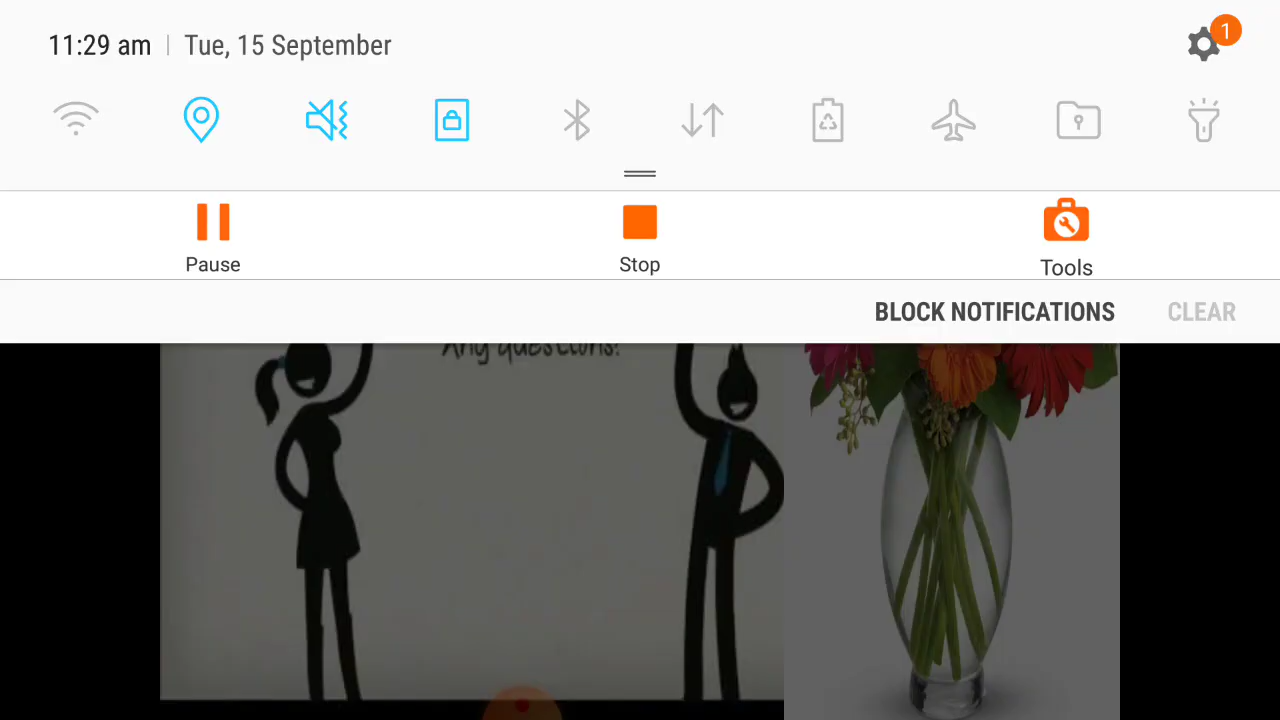 11:29 am | Tue, 15 September
1
Pause
Stop
Tools
BLOCK NOTIFICATIONS
CLEAR
Any questions?